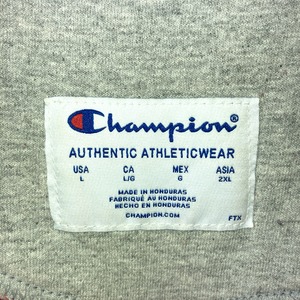 Champion®
AUTHENTIC ATHLETICWEAR
USA CA MEX ASIA
L L/G G 2XL
MADE IN HONDURAS
FABRIQUÉ AU HONDURAS
HECHO EN HONDURAS
CHAMPION.COM
FTX